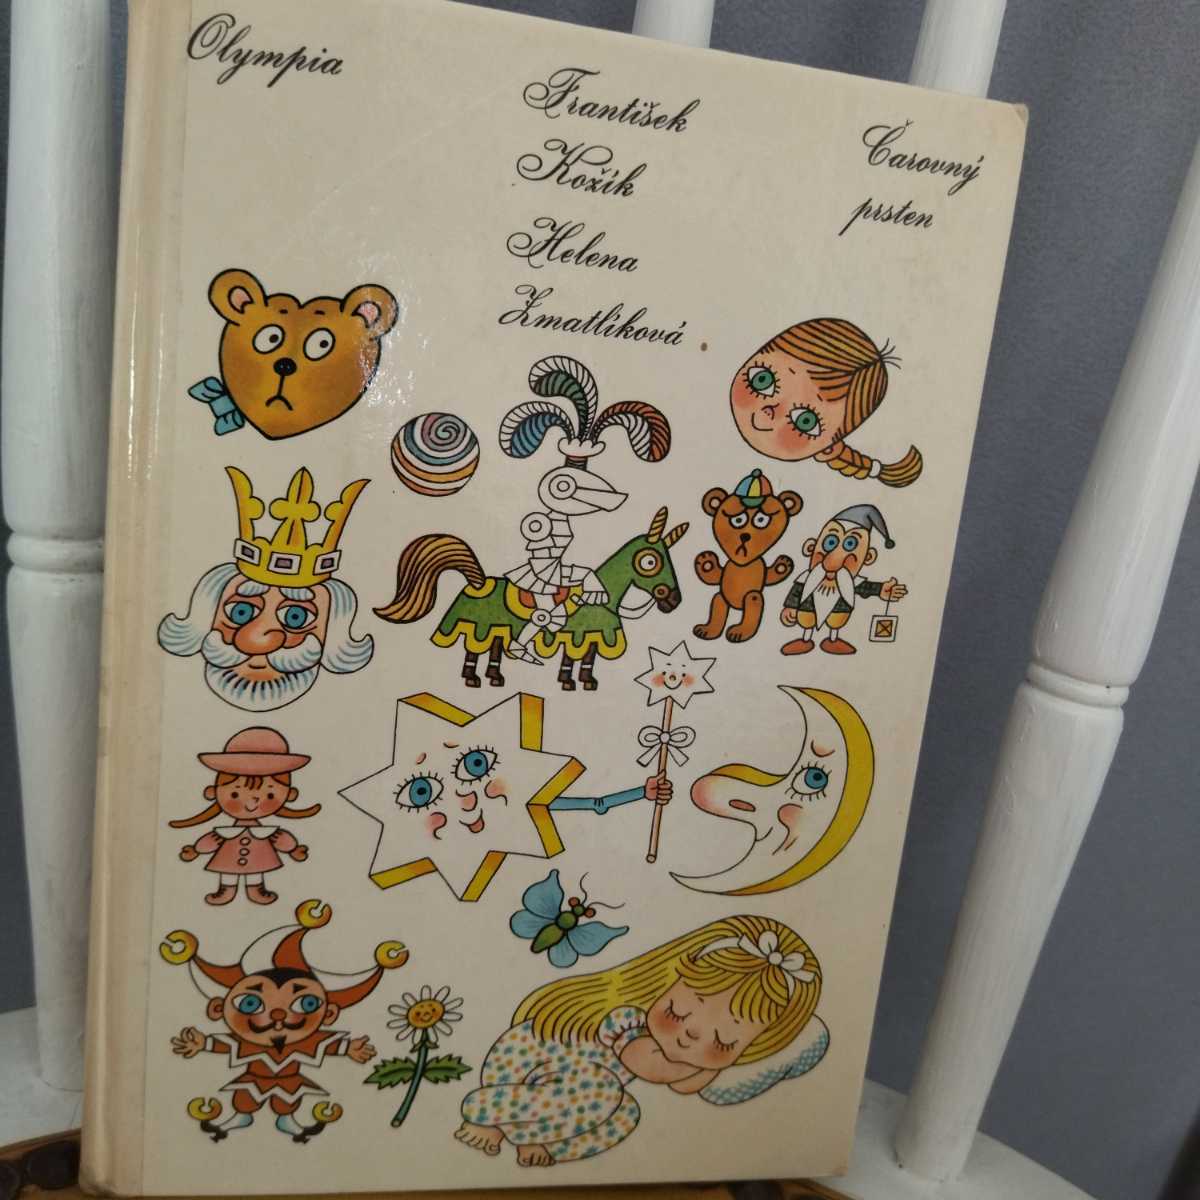 Olympia
František
Kožík
Helena
Zmatlíková
Čarovný
prsten